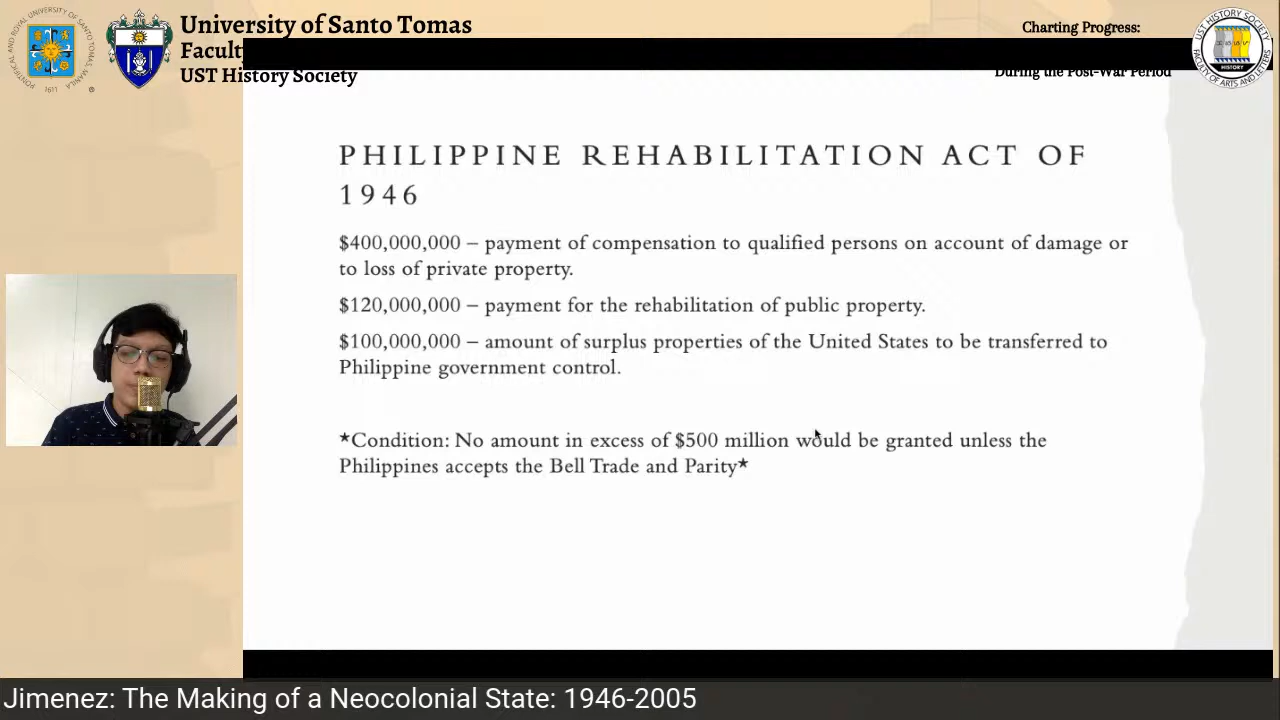 University of Santo Tomas
Faculty
UST History Society
Charting Progress:
During the Post-War Period
PHILIPPINE REHABILITATION ACT OF
1946
$400,000,000 – payment of compensation to qualified persons on account of damage or
to loss of private property.
$120,000,000 – payment for the rehabilitation of public property.
$100,000,000 – amount of surplus properties of the United States to be transferred to
Philippine government control.
*Condition: No amount in excess of $500 million would be granted unless the
Philippines accepts the Bell Trade and Parity*
Jimenez: The Making of a Neocolonial State: 1946-2005